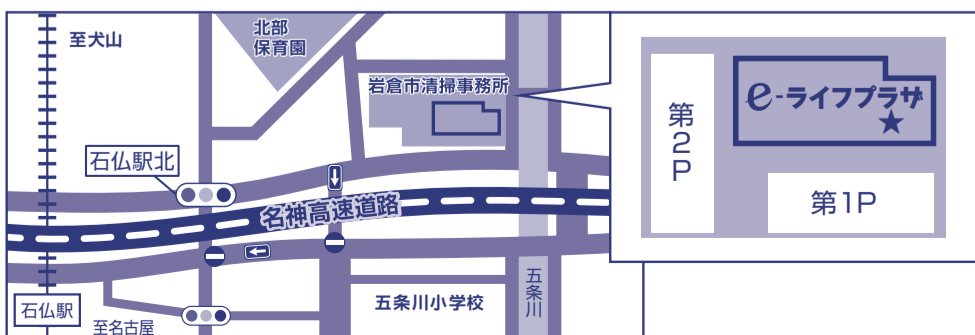 至犬山
北部
保育園
岩倉市清掃事務所
石仏駅北
名神高速道路
石仏駅
至名古屋
五条川小学校
五条川
第2P
e-ライフプラザ
★
第1P